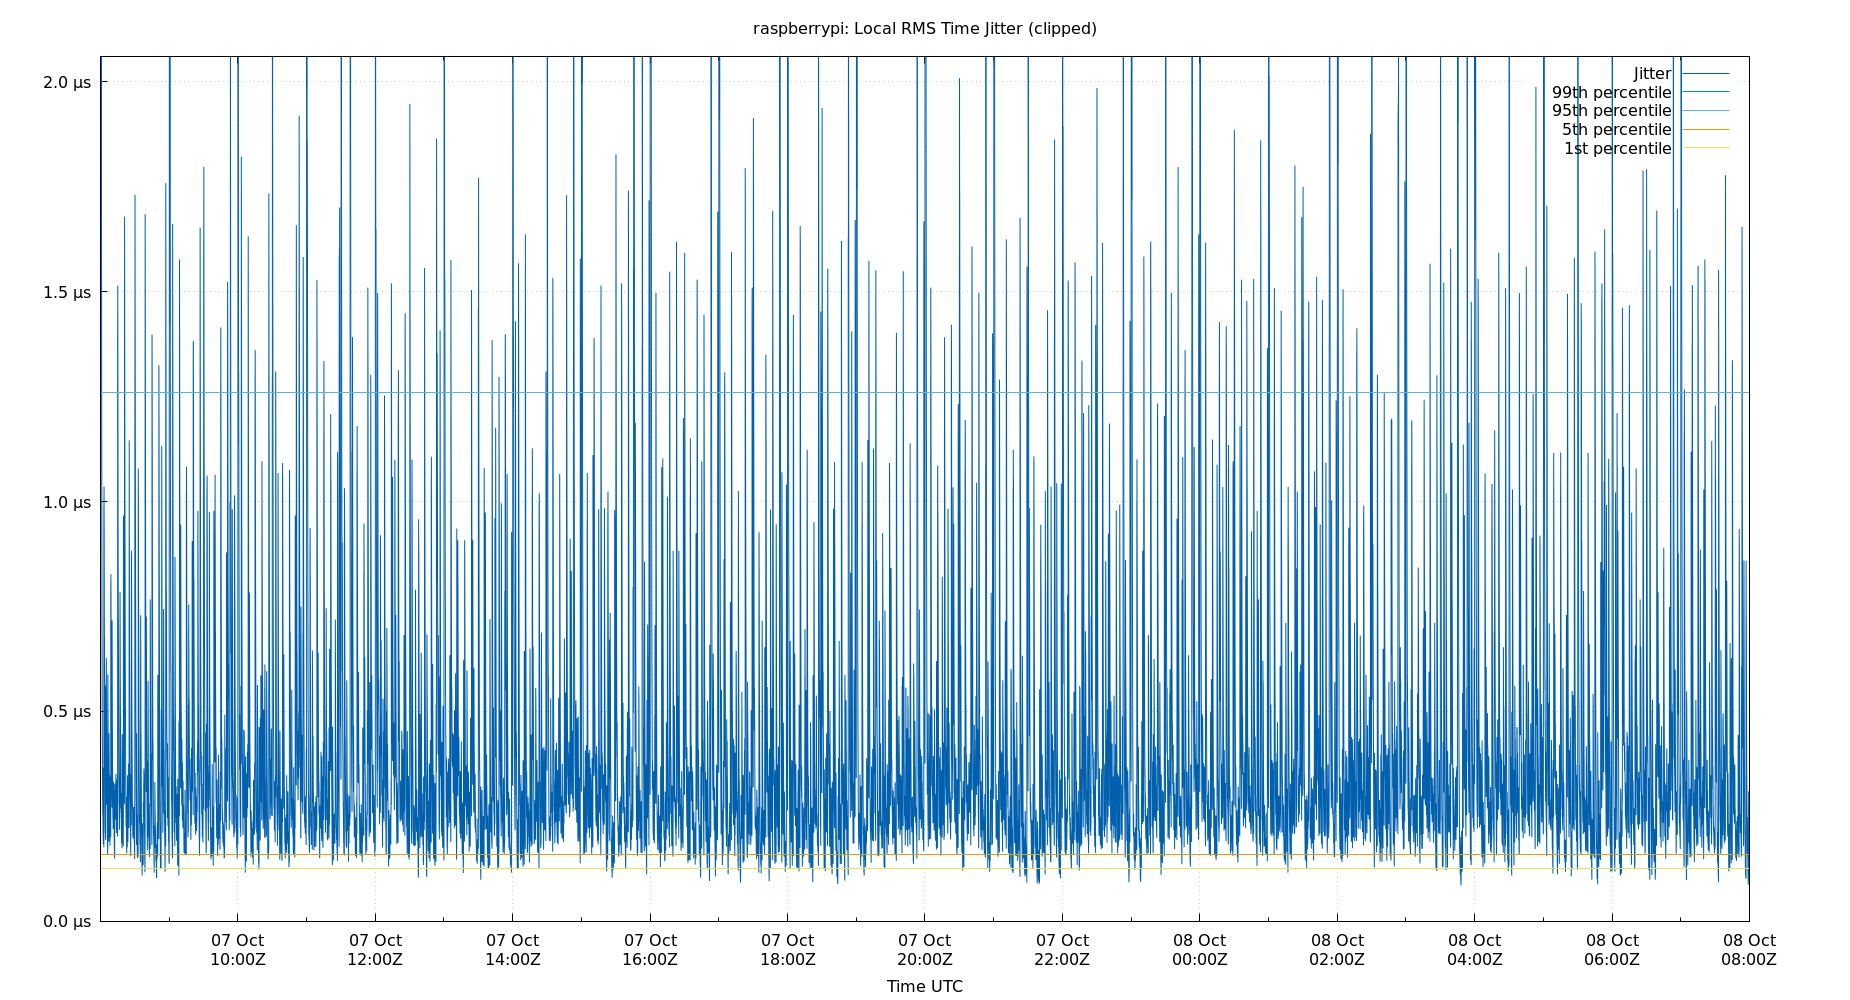 raspberrypi: Local RMS Time Jitter (clipped)
2.0 µs
1.5 µs
1.0 µs
0.5 µs
0.0 µs
Jitter
99th percentile
95th percentile
5th percentile
1st percentile
07 Oct 07 Oct 07 Oct 07 Oct 07 Oct 07 Oct 07 Oct 08 Oct 08 Oct 08 Oct 08 Oct 08 Oct
10:00Z 12:00Z 14:00Z 16:00Z 18:00Z 20:00Z 22:00Z 00:00Z 02:00Z 04:00Z 06:00Z 08:00Z
Time UTC